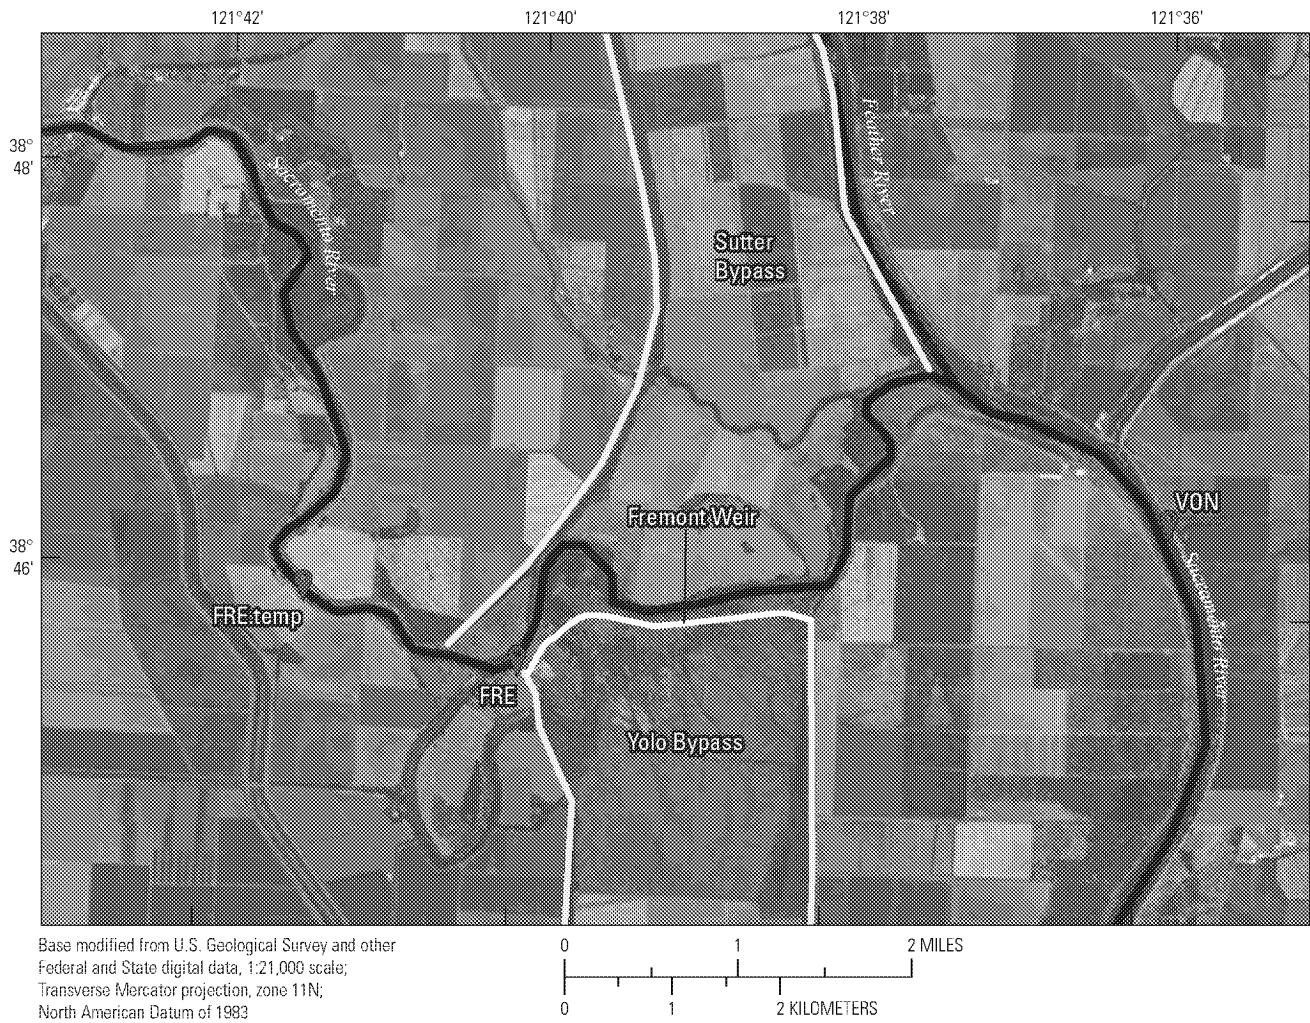 121°42'
121°40'
121°38'
121°36'
38°
48'
Sacramento River
Feather River
Sutter
Bypass
Fremont Weir
VON
38°
46'
FRE.temp
Sacramento River
FRE
Yolo Bypass
Base modified from U.S. Geological Survey and other
Federal and State digital data, 1:21,000 scale;
Transverse Mercator projection, zone 11N;
North American Datum of 1983
0 1 2 MILES
0 1 2 KILOMETERS